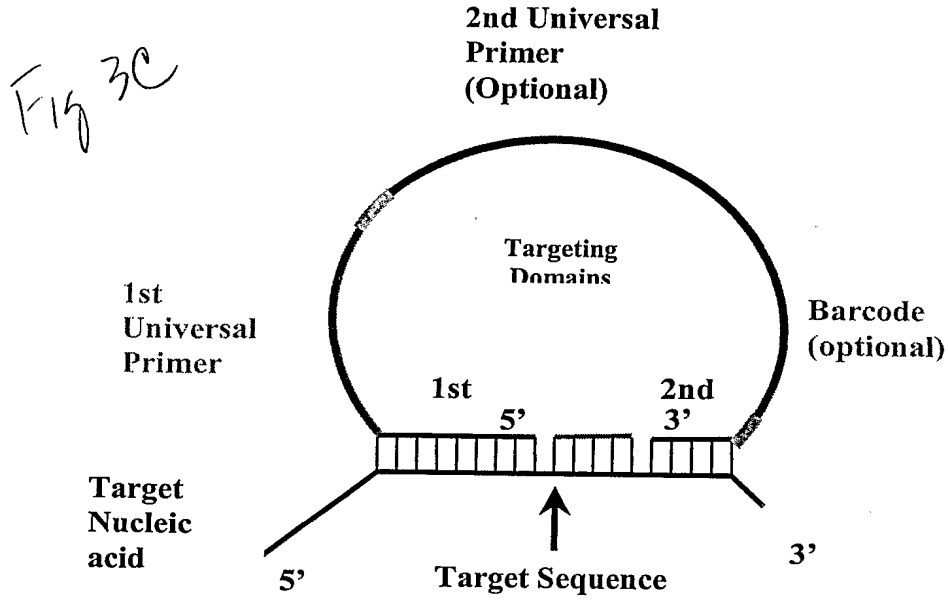 Fig 3C
2nd Universal
Primer
(Optional)
Targeting
Domains
1st
Universal
Primer
Barcode
(optional)
1st
2nd
5’
3’
Target
Nucleic
acid
5’
Target Sequence
3’